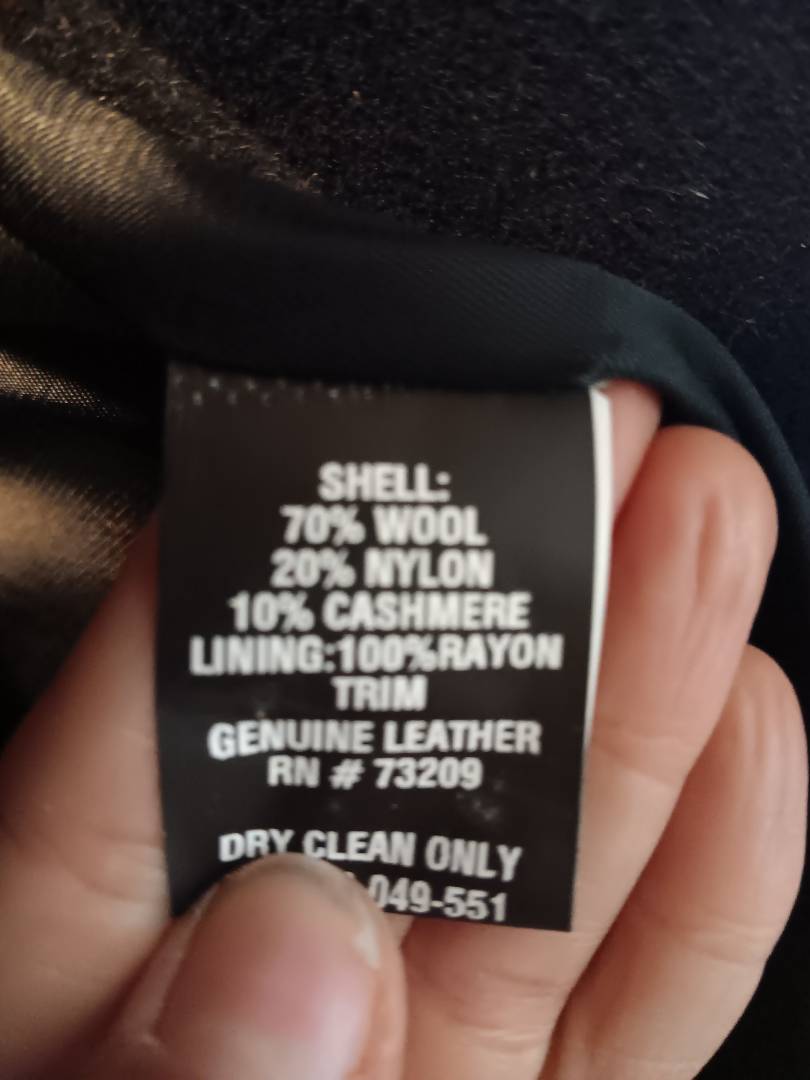 SHELL:
70% WOOL
20% NYLON
10% CASHMERE
LINING:100%RAYON
TRIM
GENUINE LEATHER
RN # 73209
DRY CLEAN ONLY
049-551